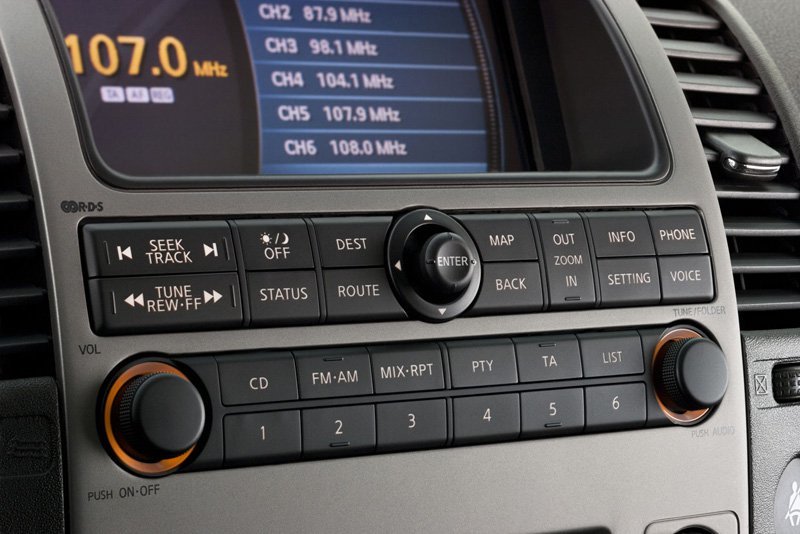 107.0 MHz
TA AF REG
CH2 87.9 MHz
CH3 98.1 MHz
CH4 104.1 MHz
CH5 107.9 MHz
CH6 108.0 MHz
R·D·S
SEEK
TRACK
OFF
DEST
ENTER
MAP
OUT
ZOOM
IN
INFO
PHONE
TUNE
REW·FF
STATUS
ROUTE
BACK
SETTING
VOICE
VOL
TUNE/FOLDER
CD
FM·AM
MIX·RPT
PTY
TA
LIST
1
2
3
4
5
6
PUSH ON·OFF
PUSH AUDIO